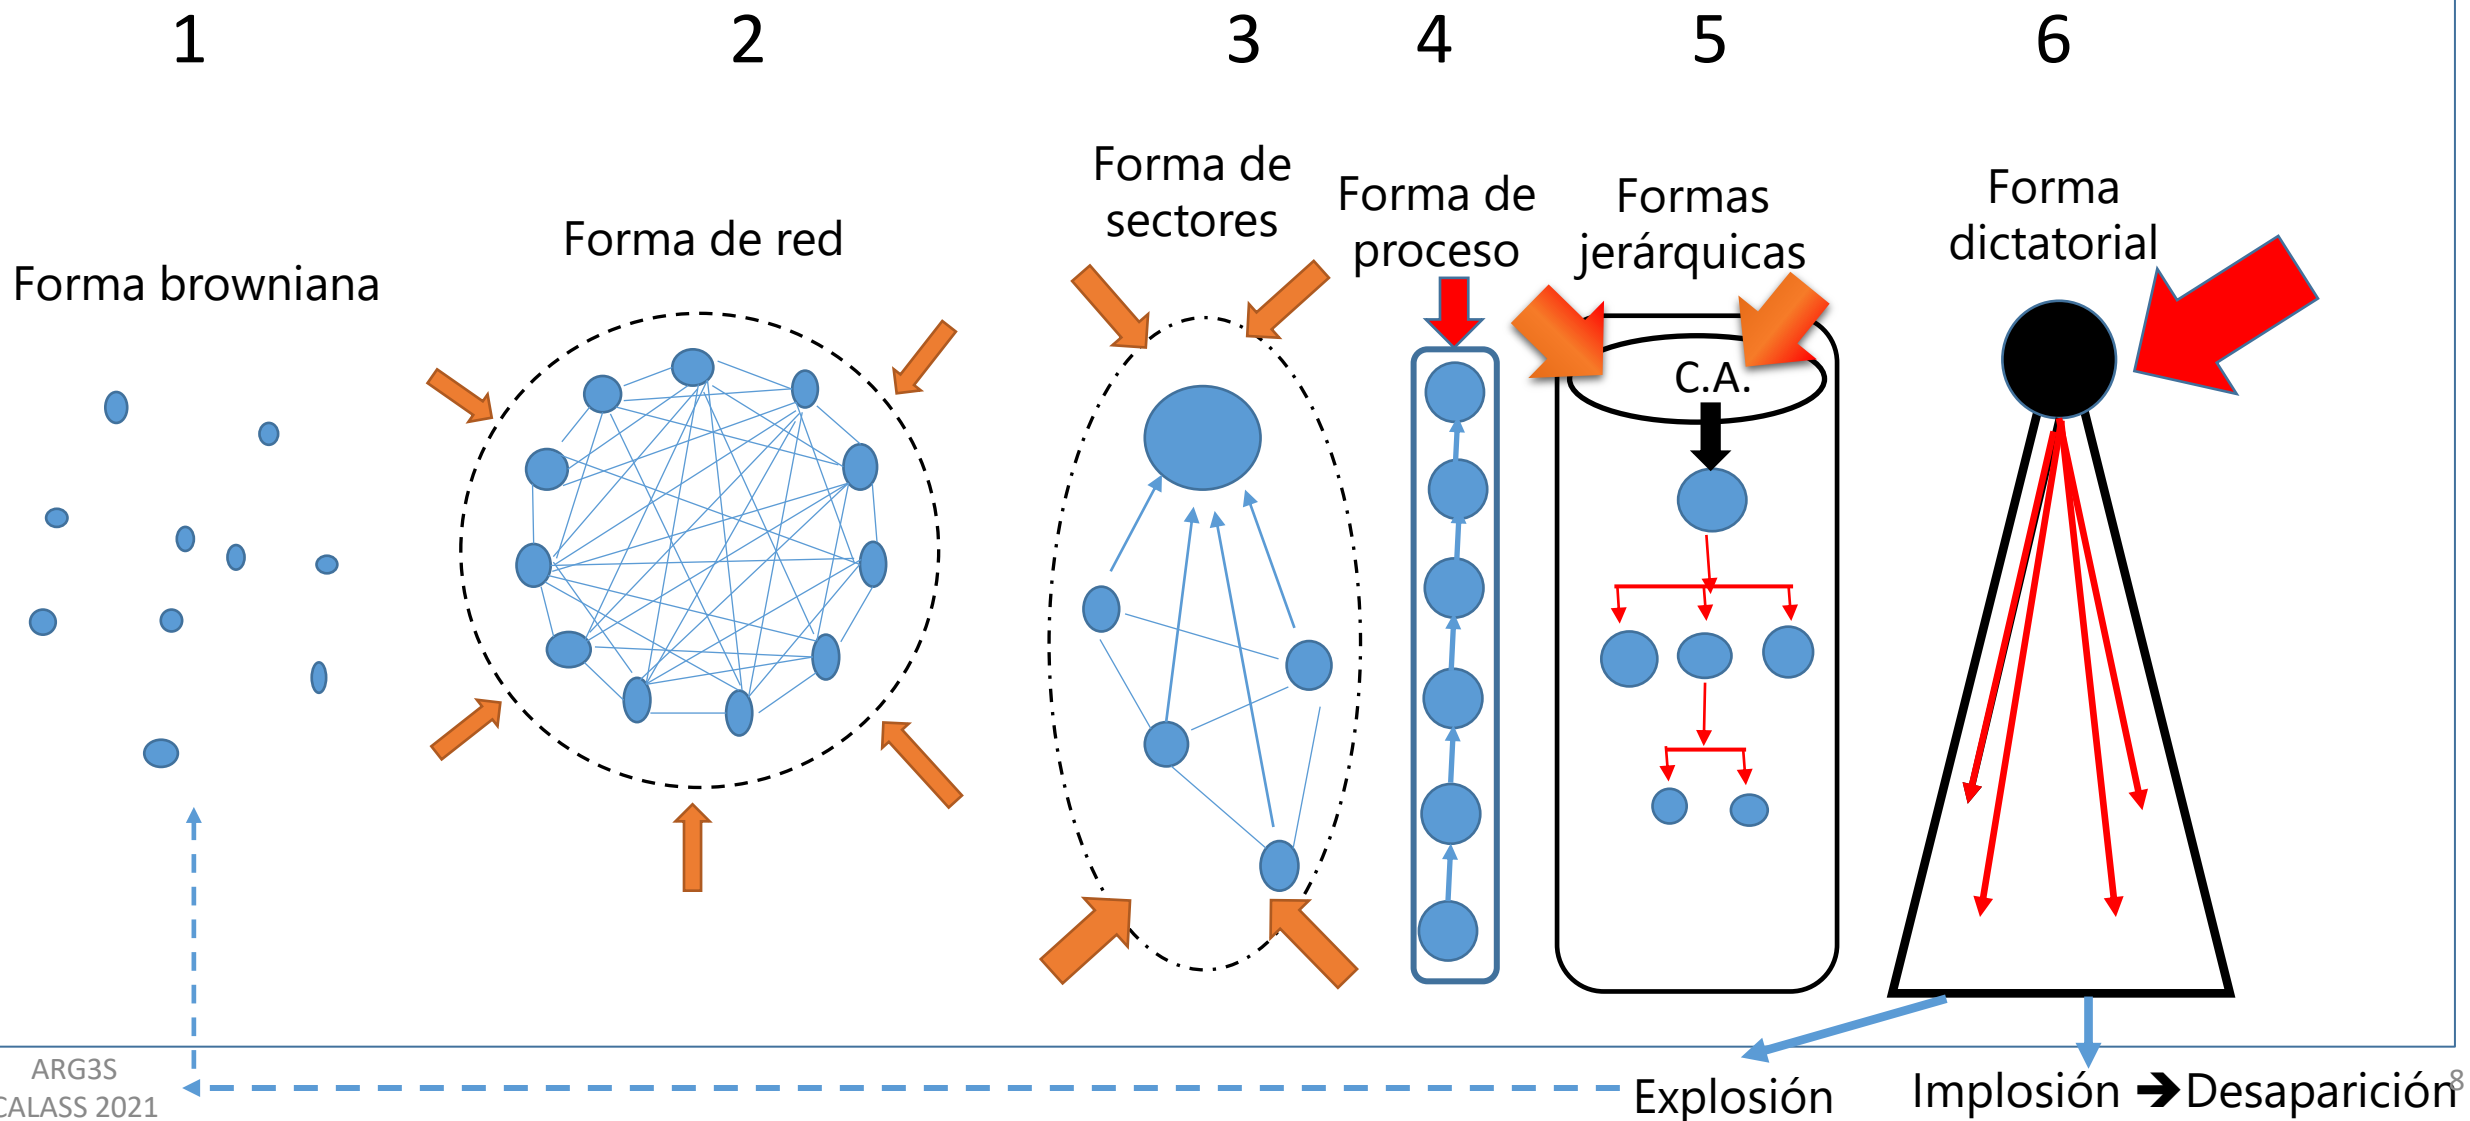 1
2
3
4
5
6
Forma browniana
Forma de red
Forma de
sectores
Forma de
proceso
Formas
jerárquicas
C.A.
Forma
dictatorial
Explosión
Implosión ➔ Desaparición
8
ARG3S
CALASS 2021